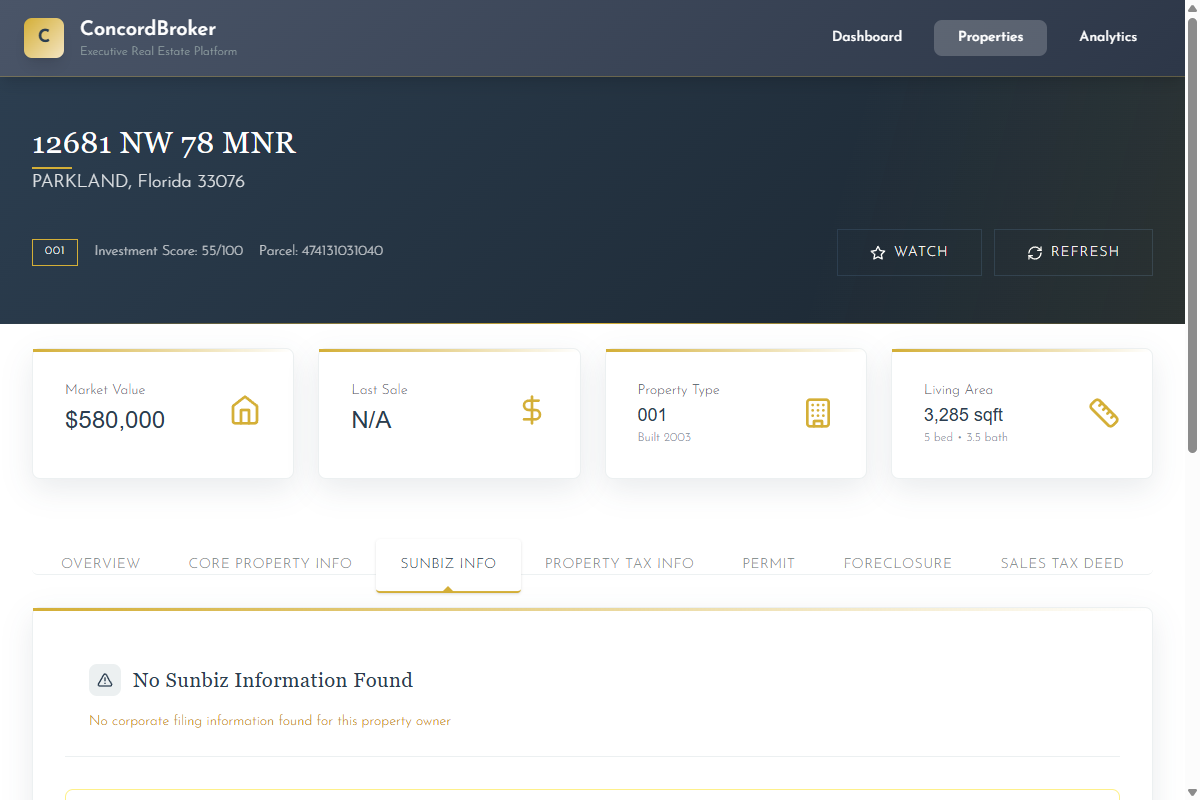 C
ConcordBroker
Executive Real Estate Platform
Dashboard
Properties
Analytics
12681 NW 78 MNR
PARKLAND, Florida 33076
001
Investment Score: 55/100
Parcel: 474131031040
WATCH
REFRESH
Market Value
$580,000
Last Sale
N/A
$
Property Type
001
Built 2003
Living Area
3,285 sqft
5 bed • 3.5 bath
OVERVIEW
CORE PROPERTY INFO
SUNBIZ INFO
PROPERTY TAX INFO
PERMIT
FORECLOSURE
SALES TAX DEED
No Sunbiz Information Found
No corporate filing information found for this property owner